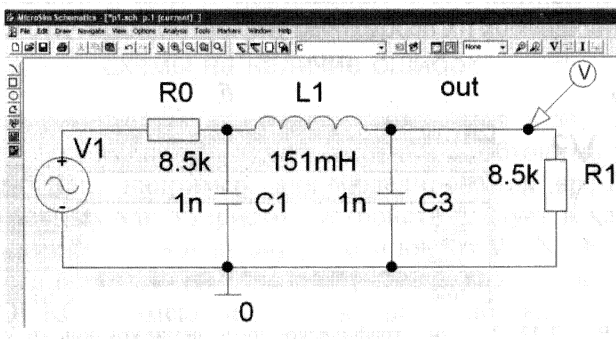 MicroSim Schematics - [*p1.sch p.1 (current) ]
File Edit Draw Navigate View Options Analysis Tools Markers Window Help
C
None
V
I
V
R0
L1
out
V1
+
-
8.5k
151mH
8.5k
R1
1n
C1
1n
C3
0